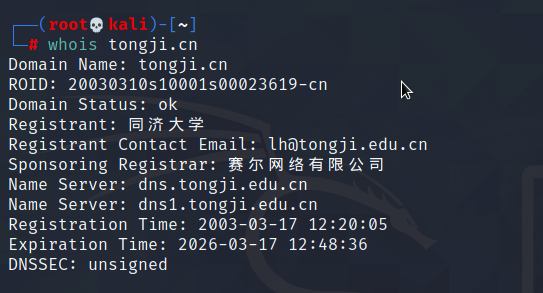 ┌──(root💀kali)-[~]
└─# whois tongji.cn
Domain Name: tongji.cn
ROID: 20030310s10001s00023619-cn
Domain Status: ok
Registrant: 同济大学
Registrant Contact Email: lh@tongji.edu.cn
Sponsoring Registrar: 赛尔网络有限公司
Name Server: dns.tongji.edu.cn
Name Server: dns1.tongji.edu.cn
Registration Time: 2003-03-17 12:20:05
Expiration Time: 2026-03-17 12:48:36
DNSSEC: unsigned